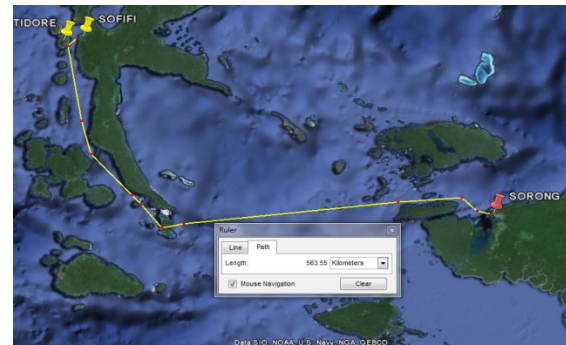 TIDORE
SOFIFI
SORONG
Ruler
Line Path
Length: 563.55 Kilometers
Mouse Navigation Clear
Data SIO, NOAA, U.S. Navy, NGA, GEBCO